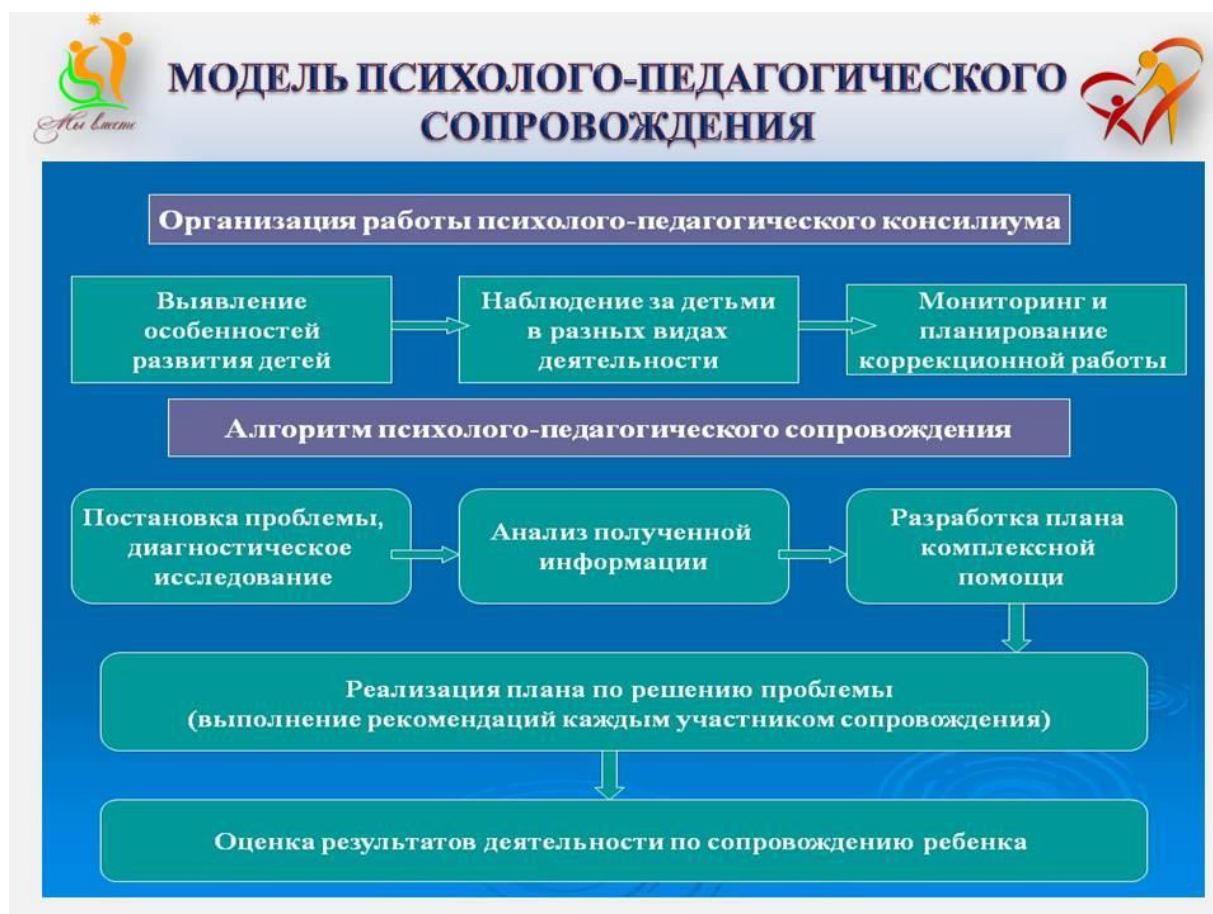 Мы вместе
МОДЕЛЬ ПСИХОЛОГО-ПЕДАГОГИЧЕСКОГО
СОПРОВОЖДЕНИЯ
Организация работы психолого-педагогического консилиума
Выявление
особенностей
развития детей
Наблюдение за детьми
в разных видах
деятельности
Мониторинг и
планирование
коррекционной работы
Алгоритм психолого-педагогического сопровождения
Постановка проблемы,
диагностическое
исследование
Анализ полученной
информации
Разработка плана
комплексной
помощи
Реализация плана по решению проблемы
(выполнение рекомендаций каждым участником сопровождения)
Оценка результатов деятельности по сопровождению ребенка